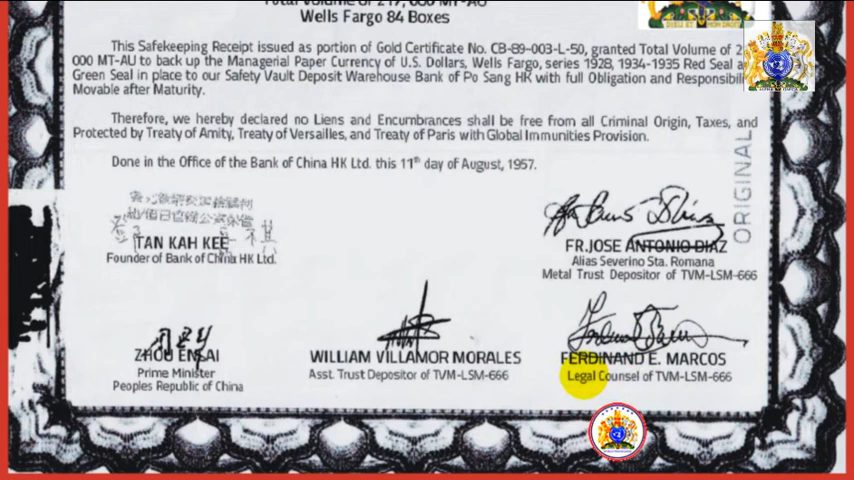 Wells Fargo 84 Boxes
This Safekeeping Receipt issued as portion of Gold Certificate No. CB-89-003-L-50, granted Total Volume of 2
000 MT-AU to back up the Managerial Paper Currency of U.S. Dollars, Wells Fargo, series 1928, 1934-1935 Red Seal
Green Seal in place to our Safety Vault Deposit Warehouse Bank of Po Sang HK with full Obligation and
Movable after Maturity.
Therefore, we hereby declared no Liens and Encumbrances shall be free from all Criminal Origin, Taxes, and
Protected by Treaty of Amity, Treaty of Versailles, and Treaty of Paris with Global Immunities Provision.
Done in the Office of the Bank of China HK Ltd. this 11th day of August, 1957.
ORIGINAL
TAN KAH KEE
Founder of Bank of China HK Ltd.
FR.JOSE ANTONIO DIAZ
Alias Severino Sta. Romana
Metal Trust Depositor of TVM-LSM-666
ZHOU ENSAI
Prime Minister
Peoples Republic of China
WILLIAM VILLAMOR MORALES
Asst. Trust Depositor of TVM-LSM-666
FERDINAND E. MARCOS
Legal Counsel of TVM-LSM-666